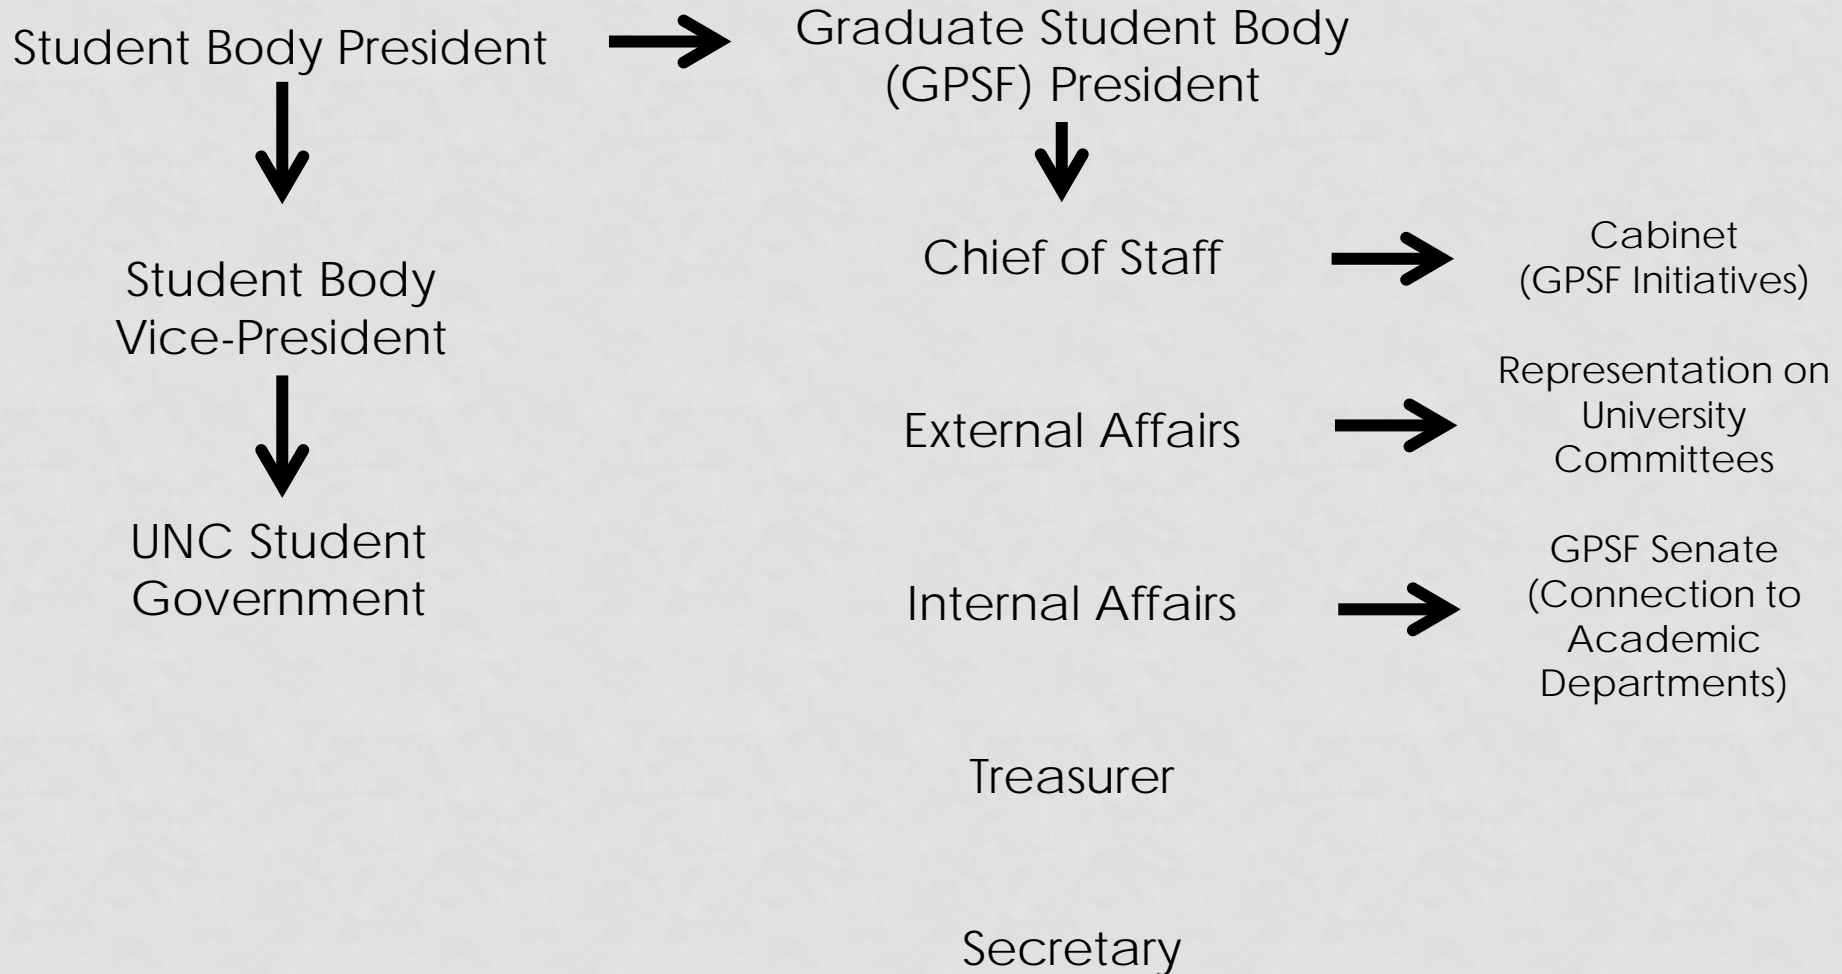 Student Body President
Graduate Student Body
(GPSF) President
Student Body
Vice-President
UNC Student
Government
Chief of Staff
Cabinet
(GPSF Initiatives)
External Affairs
Representation on
University
Committees
Internal Affairs
GPSF Senate
(Connection to
Academic
Departments)
Treasurer
Secretary